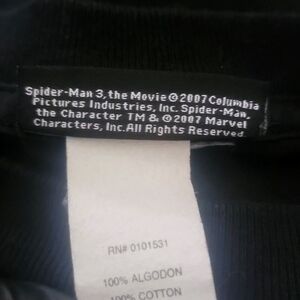 Spider-Man 3, the Movie ©2007 Columbia
Pictures Industries, Inc. Spider-Man,
the Character TM & ©2007 Marvel
Characters, Inc. All Rights Reserved
RN# 0101531
100% ALGODON
100% COTTON